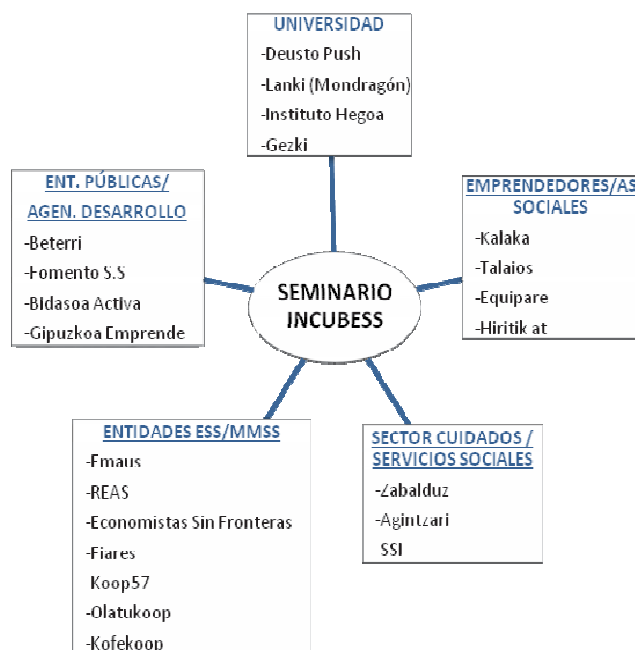 UNIVERSIDAD
-Deusto Push
-Lanki (Mondragón)
-Instituto Hegoa
-Gezki
ENT. PÚBLICAS/
AGEN. DESARROLLO
-Beterri
-Fomento S.S
-Bidasoa Activa
-Gipuzkoa Emprende
EMPRENDEDORES/AS
SOCIALES
-Kalaka
-Talaios
-Equipare
-Hiritik at
SEMINARIO
INCUBESS
ENTIDADES ESS/MMSS
-Emaus
-REAS
-Economistas Sin Fronteras
-Fiares
Koop57
-Olatukoop
-Kofekoop
SECTOR CUIDADOS /
SERVICIOS SOCIALES
-Zabalduz
-Agintzari
SSI